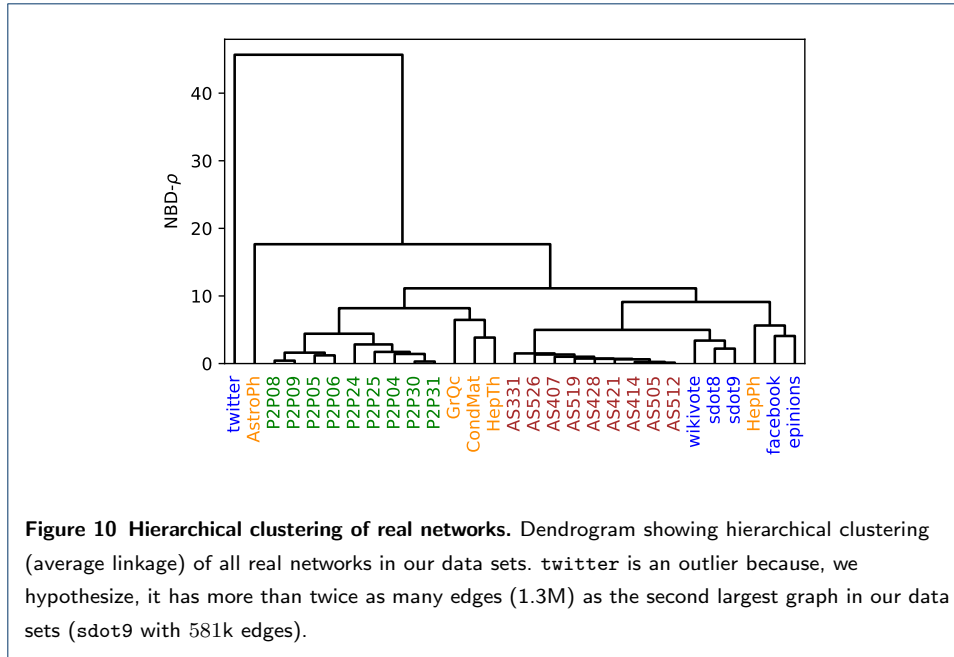 40
30
20
10
0
NBD-ρ
twitter
AstroPh
P2P08
P2P09
P2P05
P2P06
P2P24
P2P25
P2P04
P2P30
P2P31
GrQc
CondMat
HepTh
AS331
AS526
AS407
AS519
AS428
AS421
AS414
AS505
AS512
wikivote
sdot8
sdot9
HepPh
facebook
epinions
Figure 10 Hierarchical clustering of real networks. Dendrogram showing hierarchical clustering
(average linkage) of all real networks in our data sets. twitter is an outlier because, we
hypothesize, it has more than twice as many edges (1.3M) as the second largest graph in our data
sets (sdot9 with 581k edges).